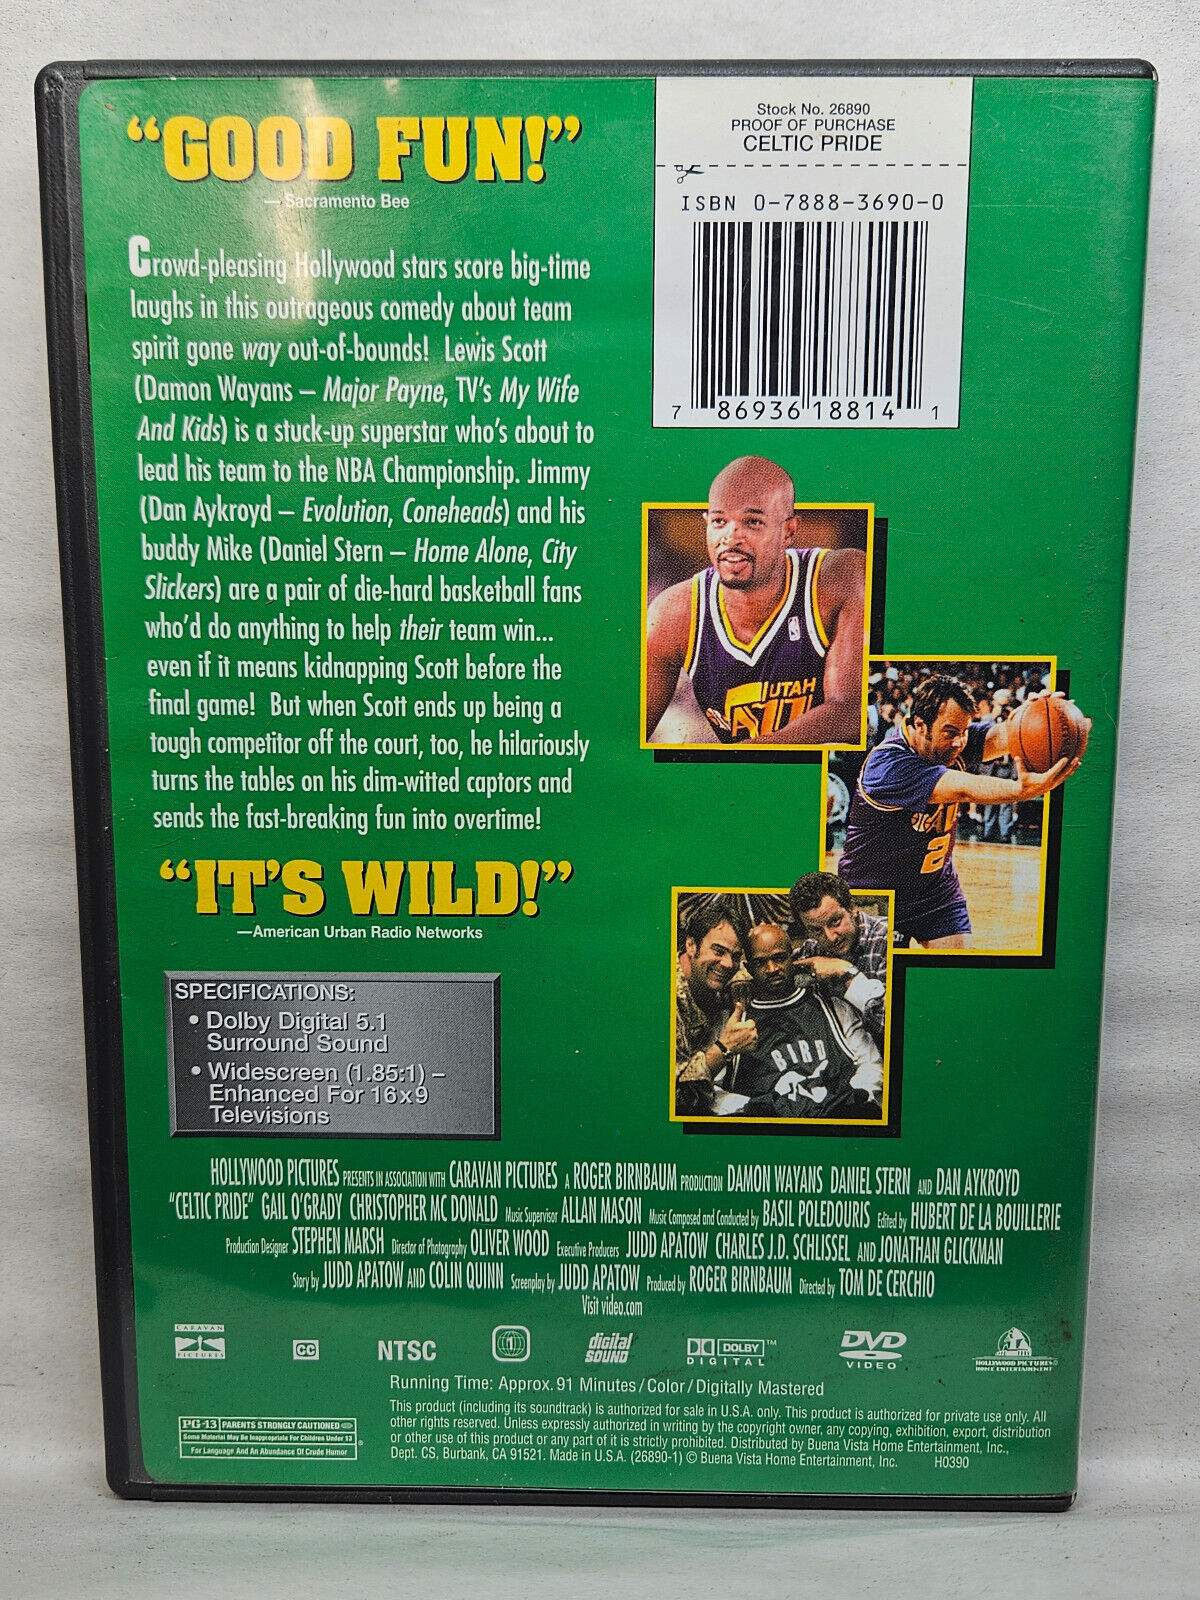 “GOOD FUN!”
— Sacramento Bee
Crowd-pleasing Hollywood stars score big-time
laughs in this outrageous comedy about team
spirit gone way out-of-bounds! Lewis Scott
(Damon Wayans – Major Payne, TV's My Wife
And Kids) is a stuck-up superstar who's about to
lead his team to the NBA Championship. Jimmy
(Dan Aykroyd – Evolution, Coneheads) and his
buddy Mike (Daniel Stern – Home Alone, City
Slickers) are a pair of die-hard basketball fans
who'd do anything to help their team win...
even if it means kidnapping Scott before the
final game! But when Scott ends up being a
tough competitor off the court, too, he hilariously
turns the tables on his dim-witted captors and
sends the fast-breaking fun into overtime!
“IT'S WILD!”
—American Urban Radio Networks
SPECIFICATIONS:
• Dolby Digital 5.1
Surround Sound
• Widescreen (1.85:1) –
Enhanced For 16x9
Televisions
Stock No. 26890
PROOF OF PURCHASE
CELTIC PRIDE
ISBN 0-7888-3690-0
7 86936 18814 1
UTAH
2
BIRD
HOLLYWOOD PICTURES PRESENTS IN ASSOCIATION WITH CARAVAN PICTURES A ROGER BIRNBAUM PRODUCTION DAMON WAYANS DANIEL STERN AND DAN AYKROYD
“CELTIC PRIDE” GAIL O'GRADY CHRISTOPHER MC DONALD Music Supervisor ALLAN MASON Music Composed and Conducted by BASIL POLEDOURIS Edited by HUBERT DE LA BOUILLERIE
Production Designer STEPHEN MARSH Director of Photography OLIVER WOOD Executive Producers JUDD APATOW CHARLES J.D. SCHLISSEL AND JONATHAN GLICKMAN
Story by JUDD APATOW AND COLIN QUINN Screenplay by JUDD APATOW Produced by ROGER BIRNBAUM Directed by TOM DE CERCHIO
Visit video.com
CARAVAN
PICTURES
CC
NTSC
1
digital
SOUND
DOLBY™
DIGITAL
DVD
VIDEO
HOLLYWOOD PICTURES
HOME ENTERTAINMENT
Running Time: Approx. 91 Minutes/Color/Digitally Mastered
PG-13 PARENTS STRONGLY CAUTIONED
Some Material May Be Inappropriate For Children Under 13
For Language And An Abundance Of Crude Humor
This product (including its soundtrack) is authorized for sale in U.S.A. only. This product is authorized for private use only. All
other rights reserved. Unless expressly authorized in writing by the copyright owner, any copying, exhibition, export, distribution
or other use of this product or any part of it is strictly prohibited. Distributed by Buena Vista Home Entertainment, Inc.,
Dept. CS, Burbank, CA 91521. Made in U.S.A. (26890-1) © Buena Vista Home Entertainment, Inc. H0390